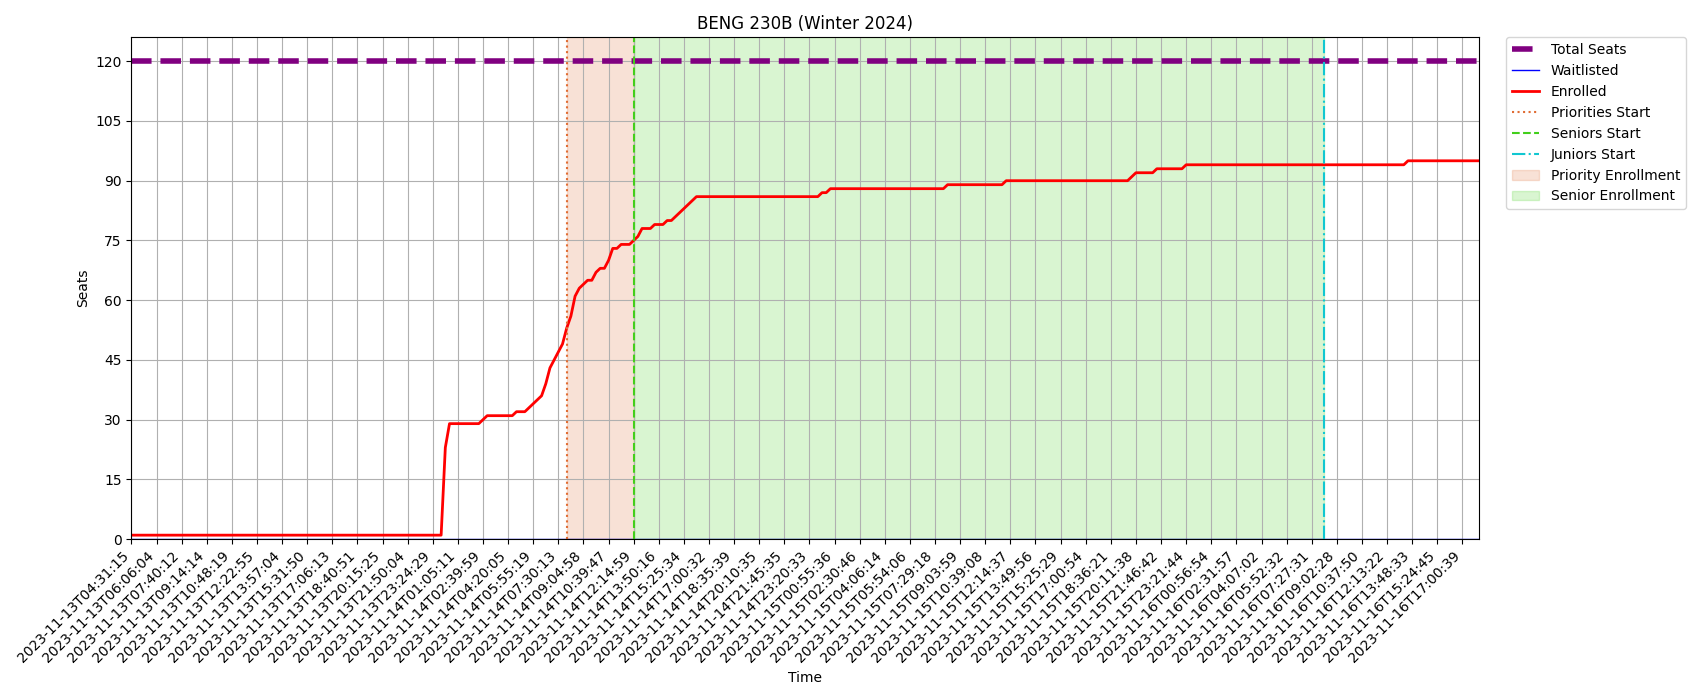 BENG 230B (Winter 2024)
120
105
90
75
60
45
30
15
0
Seats
2023-11-13T04:31:15
2023-11-13T06:06:04
2023-11-13T07:40:12
2023-11-13T09:14:14
2023-11-13T10:48:19
2023-11-13T12:22:55
2023-11-13T13:57:04
2023-11-13T15:31:50
2023-11-13T17:06:13
2023-11-13T18:40:51
2023-11-13T20:15:25
2023-11-13T21:50:04
2023-11-13T23:24:29
2023-11-14T01:05:11
2023-11-14T02:39:59
2023-11-14T04:20:05
2023-11-14T05:55:19
2023-11-14T07:30:13
2023-11-14T09:04:58
2023-11-14T10:39:47
2023-11-14T12:14:59
2023-11-14T13:50:16
2023-11-14T15:25:34
2023-11-14T17:00:32
2023-11-14T18:35:39
2023-11-14T20:10:35
2023-11-14T21:45:35
2023-11-14T23:20:33
2023-11-15T00:55:36
2023-11-15T02:30:46
2023-11-15T04:06:14
2023-11-15T05:54:06
2023-11-15T07:29:18
2023-11-15T09:03:59
2023-11-15T10:39:08
2023-11-15T12:14:37
2023-11-15T13:49:56
2023-11-15T15:25:29
2023-11-15T17:00:54
2023-11-15T18:36:21
2023-11-15T20:11:38
2023-11-15T21:46:42
2023-11-15T23:21:44
2023-11-16T00:56:54
2023-11-16T02:31:57
2023-11-16T04:07:02
2023-11-16T05:52:32
2023-11-16T07:27:31
2023-11-16T09:02:28
2023-11-16T10:37:50
2023-11-16T12:13:22
2023-11-16T13:48:33
2023-11-16T15:24:45
2023-11-16T17:00:39
Time
Total Seats
Waitlisted
Enrolled
Priorities Start
Seniors Start
Juniors Start
Priority Enrollment
Senior Enrollment